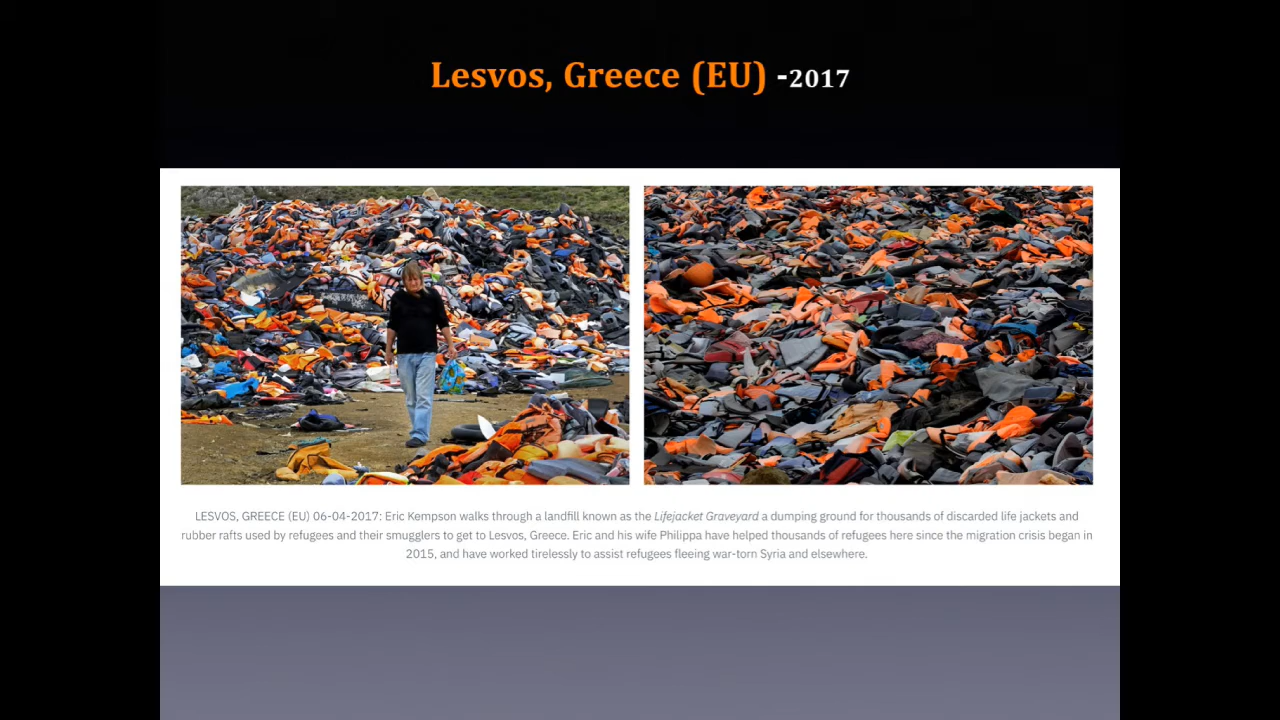 Lesvos, Greece (EU) -2017
LESVOS, GREECE (EU) 06-04-2017: Eric Kempson walks through a landfill known as the Lifejacket Graveyard a dumping ground for thousands of discarded life jackets and
rubber rafts used by refugees and their smugglers to get to Lesvos, Greece. Eric and his wife Philippa have helped thousands of refugees here since the migration crisis began in
2015, and have worked tirelessly to assist refugees fleeing war-torn Syria and elsewhere.